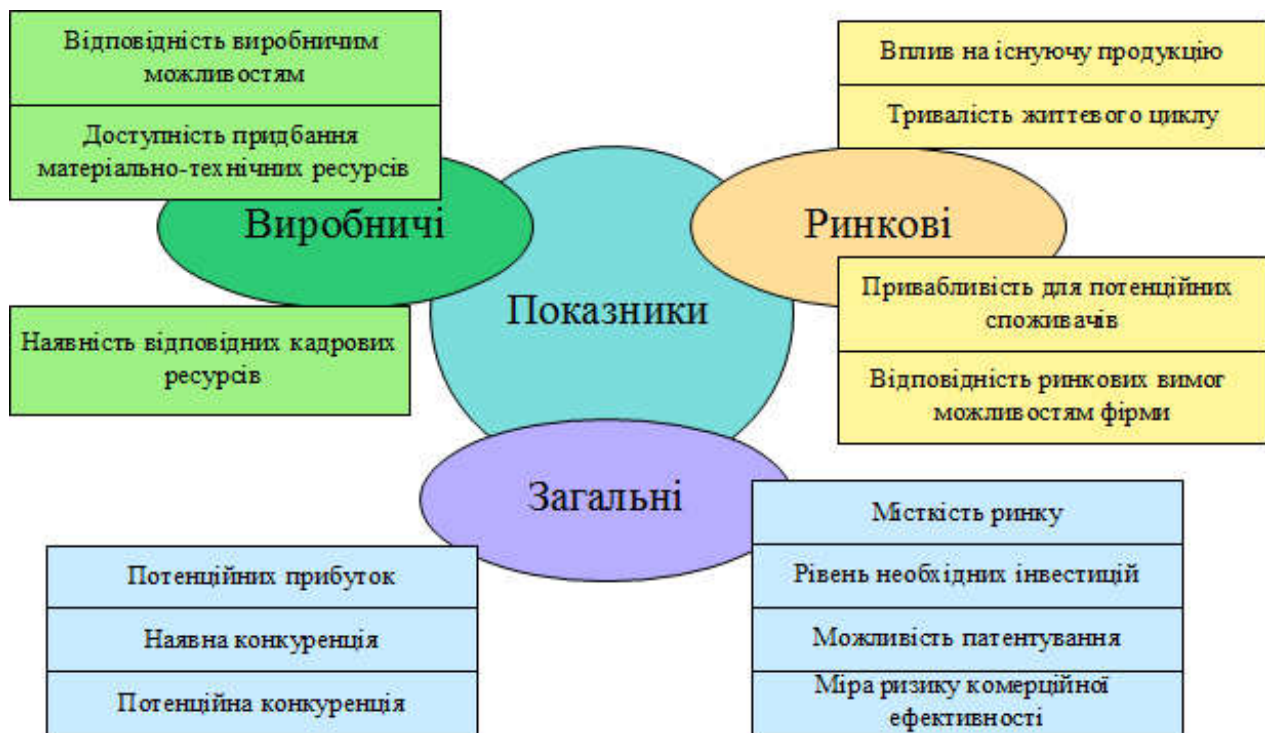 Відповідність виробничим
можливостям
Доступність придбання
матеріально-технічних ресурсів
Виробничі
Наявність відповідних кадрових
ресурсів
Показники
Вплив на існуючу продукцію
Тривалість життєвого циклу
Ринкові
Привабливість для потенційних
споживачів
Відповідність ринкових вимог
можливостям фірми
Загальні
Потенційних прибуток
Наявна конкуренція
Потенційна конкуренція
Місткість ринку
Рівень необхідних інвестицій
Можливість патентування
Міра ризику комерційної
ефективності